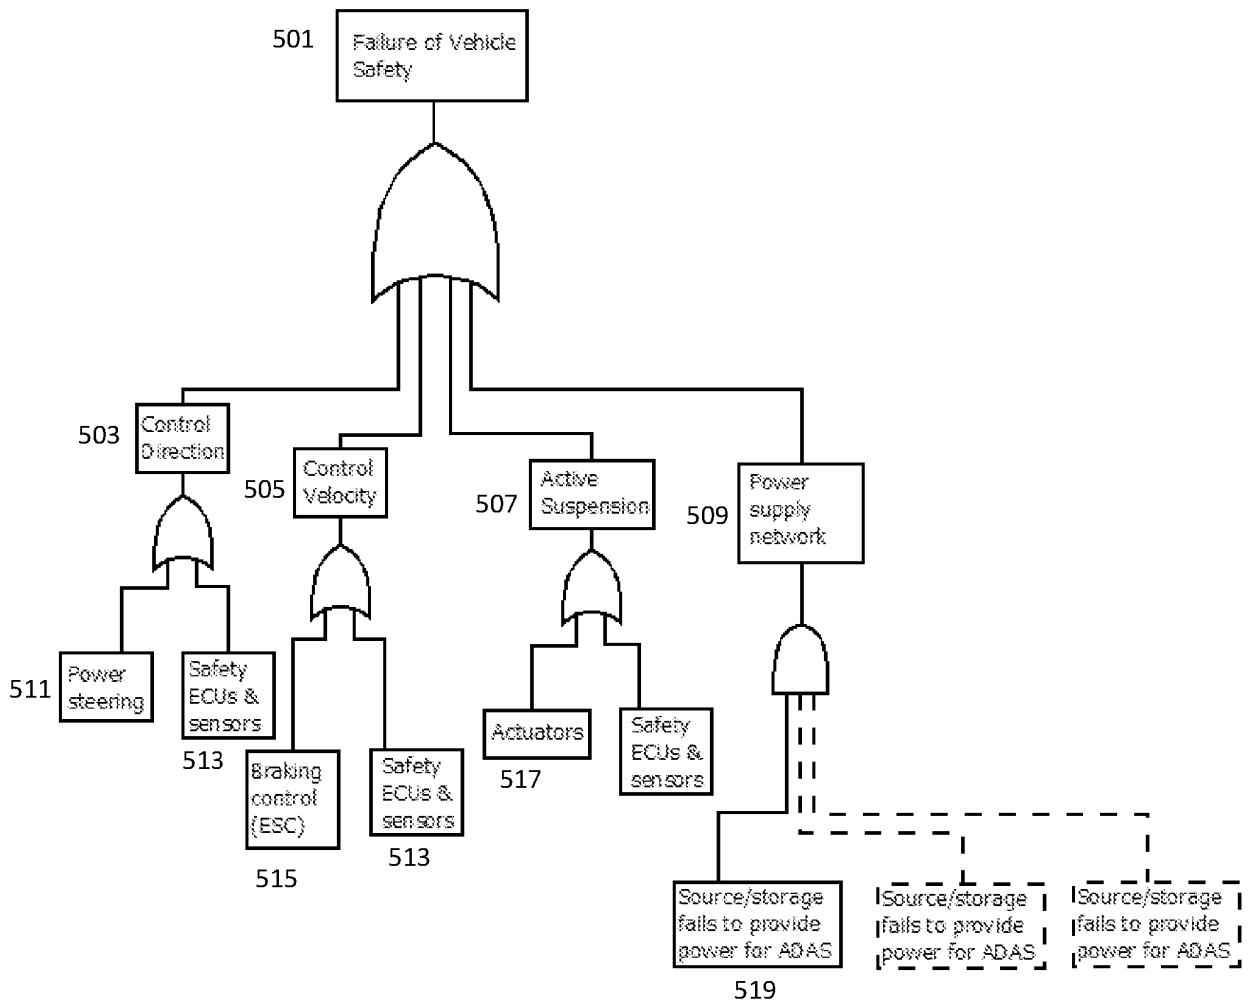 501
Failure of Vehicle
Safety
503
Control
Direction
505
Control
Velocity
507
Active
Suspension
509
Power
supply
network
511
Power
steering
Safety
ECUs &
sensors
513
Braking
control
(ESC)
515
Safety
ECUs &
sensors
513
Actuators
517
Safety
ECUs &
sensors
Source/storage
fails to provide
power for ADAS
519
Source/storage
fails to provide
power for ADAS
Source/storage
fails to provide
power for ADAS